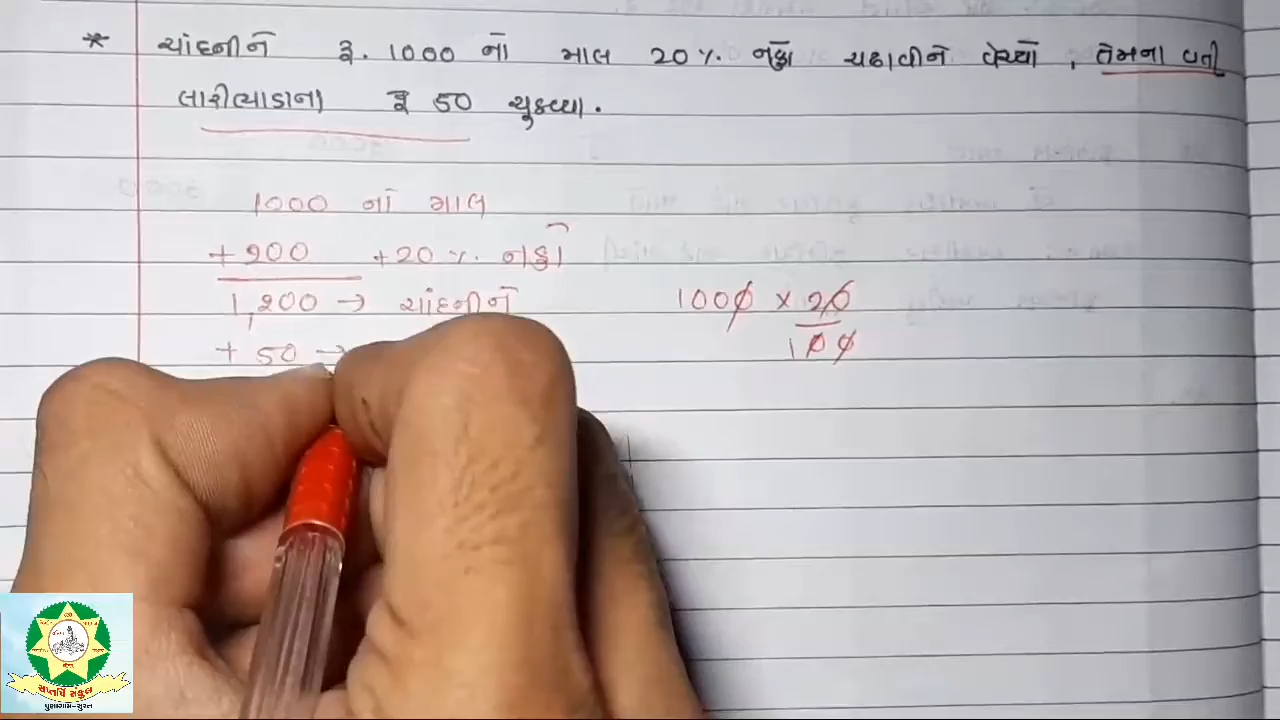 * ચાંદનીને રૂ. 1000 નો માલ 20 %. નફા ચઢાવીને વેચ્યો , તેમના વતી
લારીભાડાના રૂ 50 ચુકવ્યા.
1000 નો માલ
+ 200 + 20 %. નફો
1,200 → ચાંદનીને
+ 50 →
1000 × 20
100
સુરત